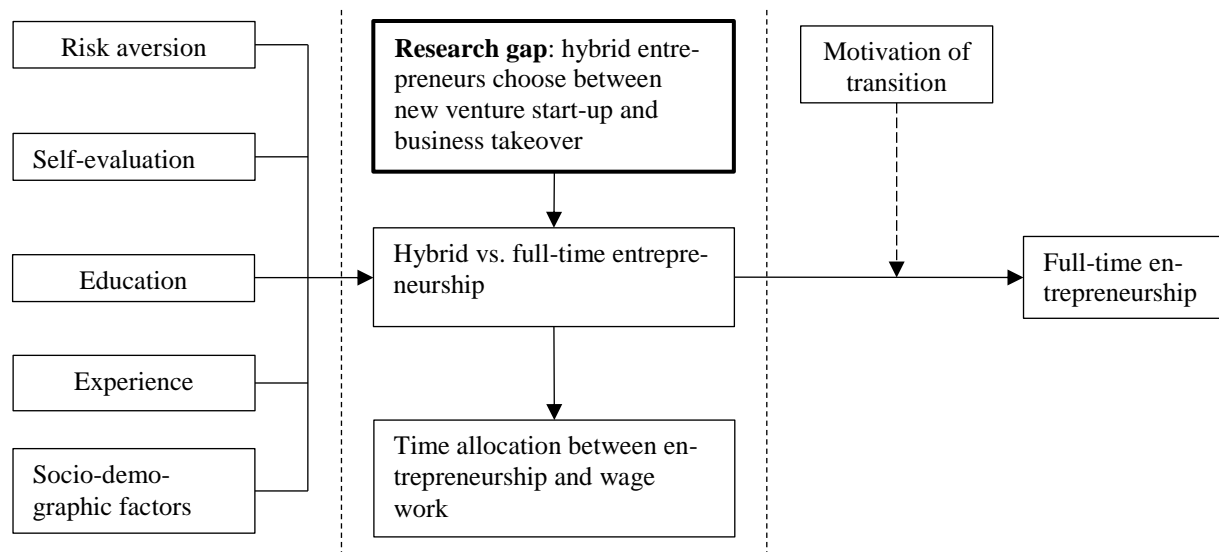 Risk aversion
Self-evaluation
Education
Experience
Socio-demo-
graphic factors
Research gap: hybrid entre-
preneurs choose between
new venture start-up and
business takeover
Hybrid vs. full-time entrepre-
neurship
Time allocation between en-
trepreneurship and wage
work
Motivation of
transition
Full-time en-
trepreneurship